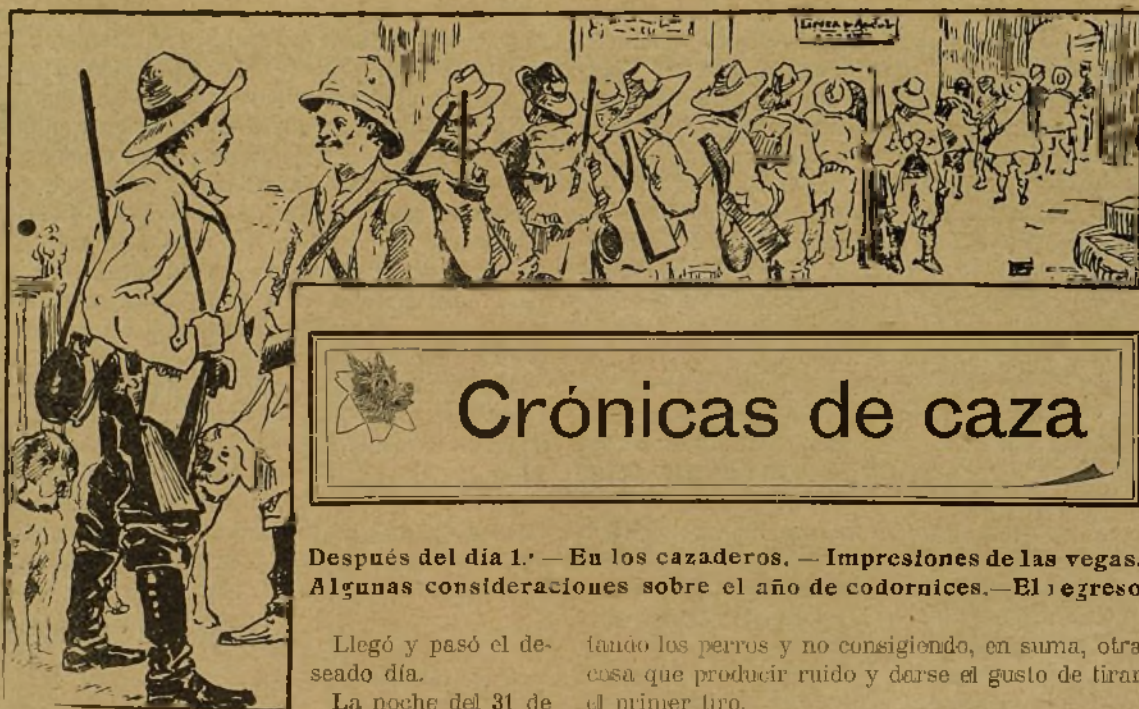 Crónicas de caza
Después del día 1.º — En los cazaderos. — Impresiones de las vegas.
Algunas consideraciones sobre el año de codornices.—El regreso
Llegó y pasó el de-
seado día.
La noche del 31 de
tando los perros y no consigiendo, en suma, otra
cosa que producir ruido y darse el gusto de tirar
el primer tiro.